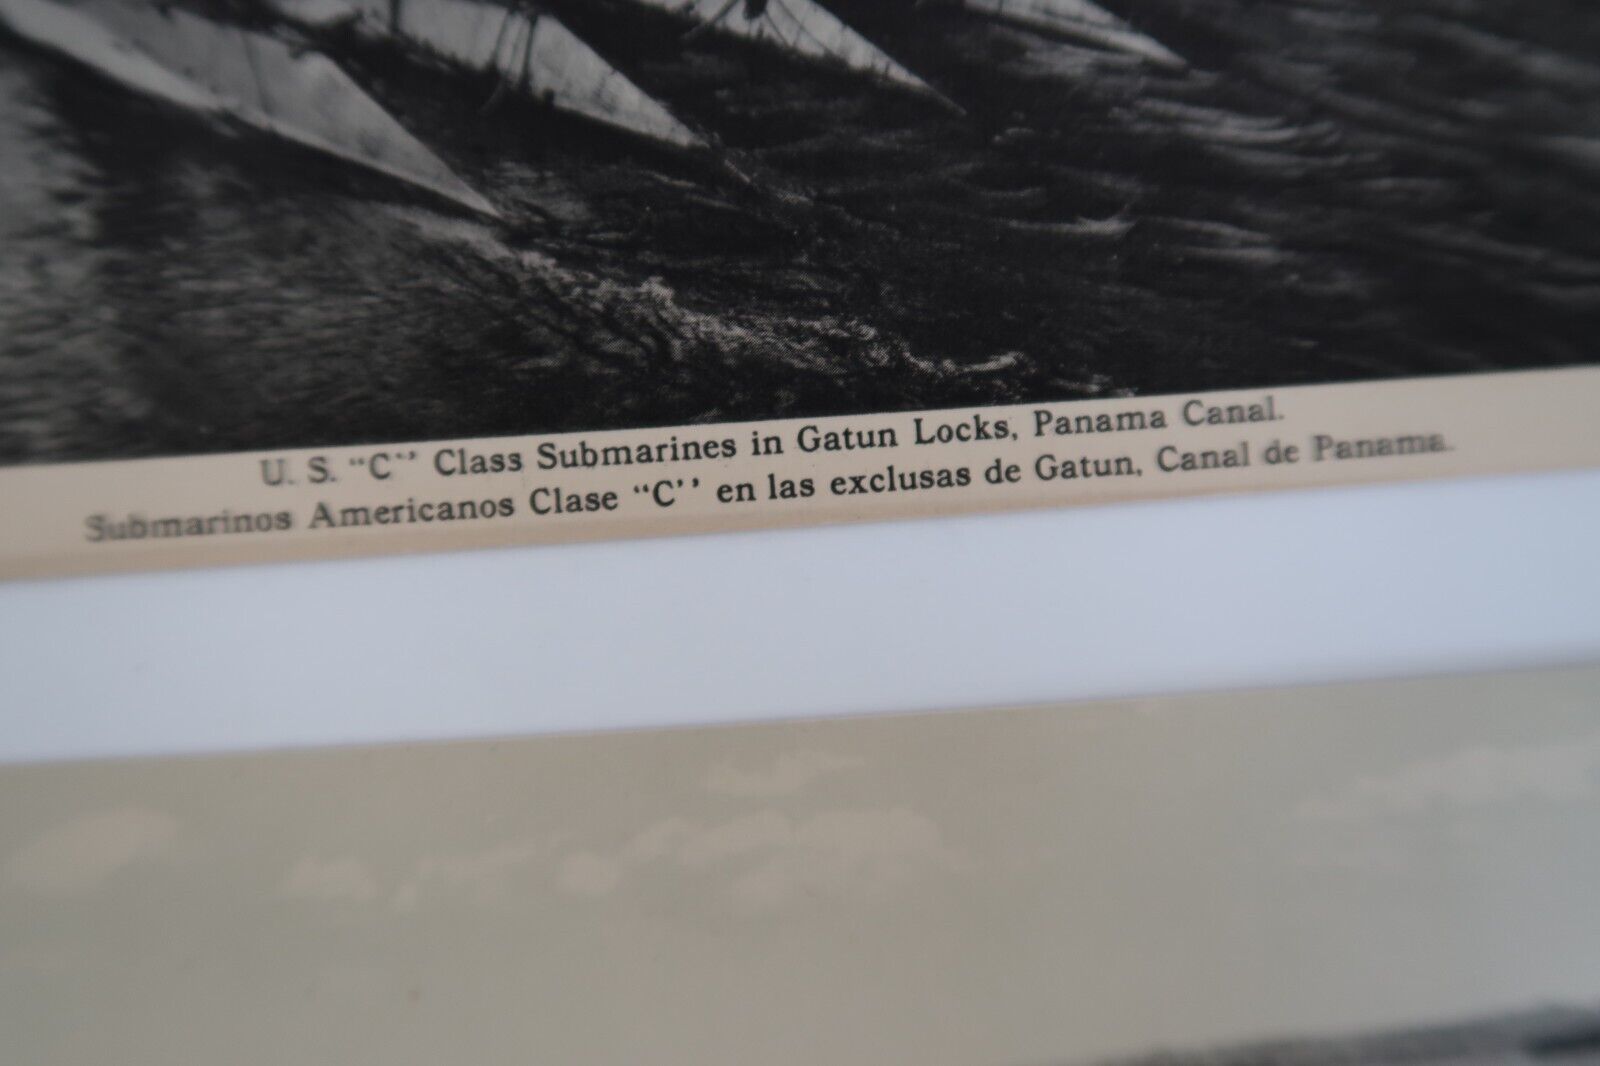 U. S. "C" Class Submarines in Gatun Locks, Panama Canal.
Submarinos Americanos Clase "C" en las exclusas de Gatun, Canal de Panama.